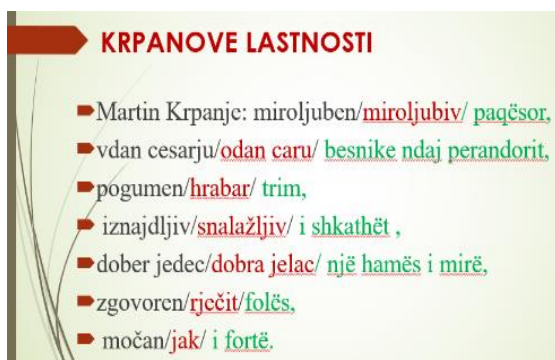 KRPANOVE LASTNOSTI
Martin Krpanje: miroljuben/miroljubiv/ paqësor,
vdan cesarju/odan caru/ besnike ndaj perandorit,
pogumen/hrabar/ trim,
iznajdljiv/snalažljiv/ i shkathët ,
dober jedec/dobra jelac/ një hamës i mirë,
zgovoren/rječit/folës,
močan/jak/ i fortë.